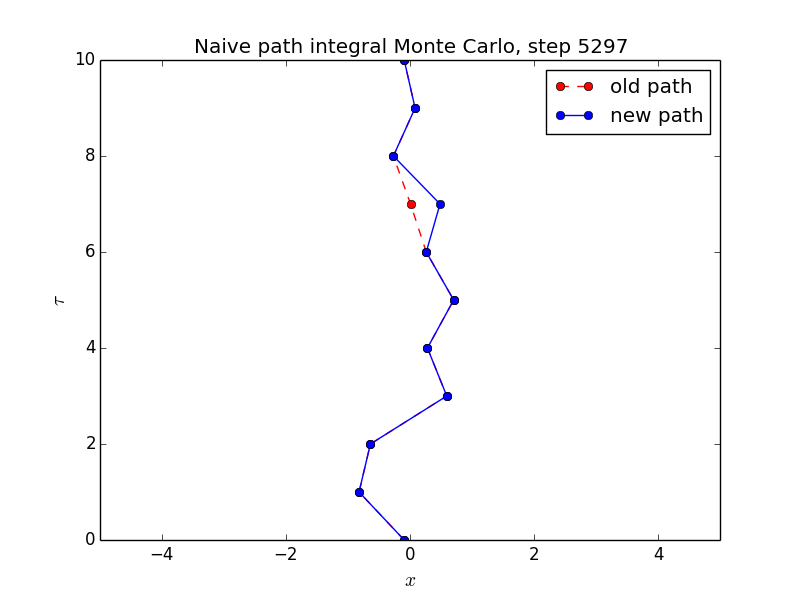 Naive path integral Monte Carlo, step 5297
old path
new path
10
8
6
4
2
0
τ
−4 −2 0 2 4
x